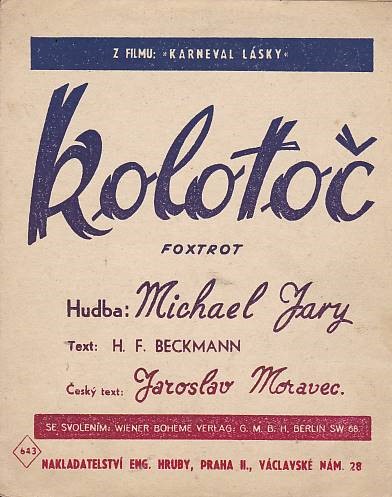 Z FILMU: »KARNEVAL LÁSKY«
Kolotoč
FOXTROT
Hudba: Michael Jary
Text: H. F. BECKMANN
Český text: Jaroslav Moravec.
SE SVOLENÍM: WIENER BOHEME VERLAG: G. M. B. H. BERLIN SW 68.
643
NAKLADATELSTVÍ ENG. HRUBY, PRAHA II., VÁCLAVSKÉ NÁM. 28